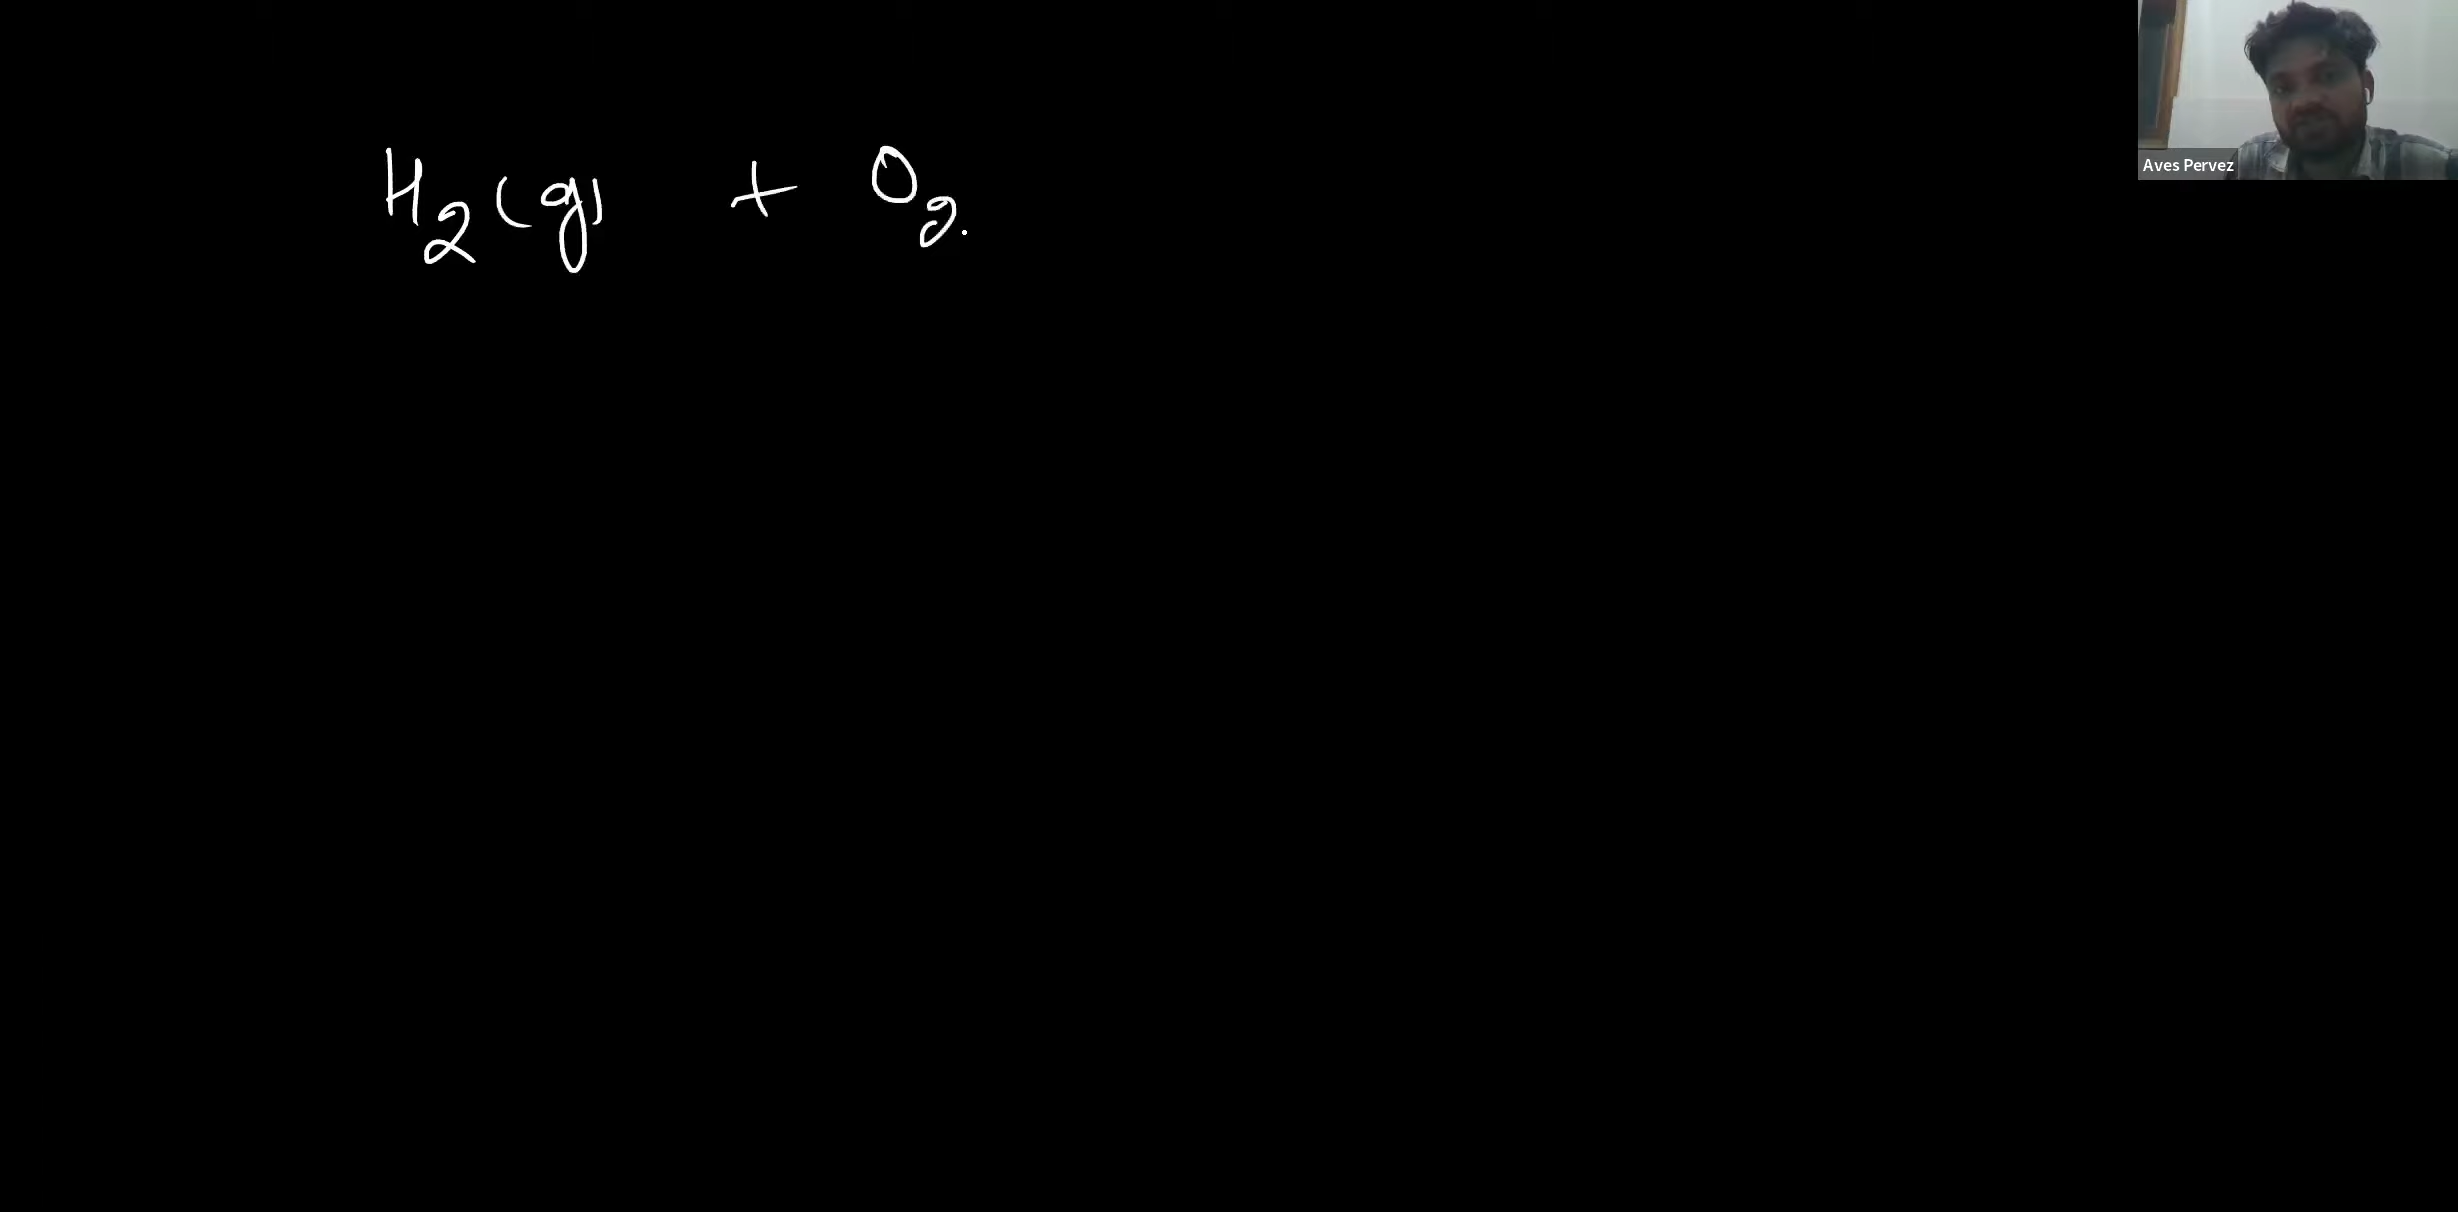 H₂(g) + O₂.
Aves Pervez